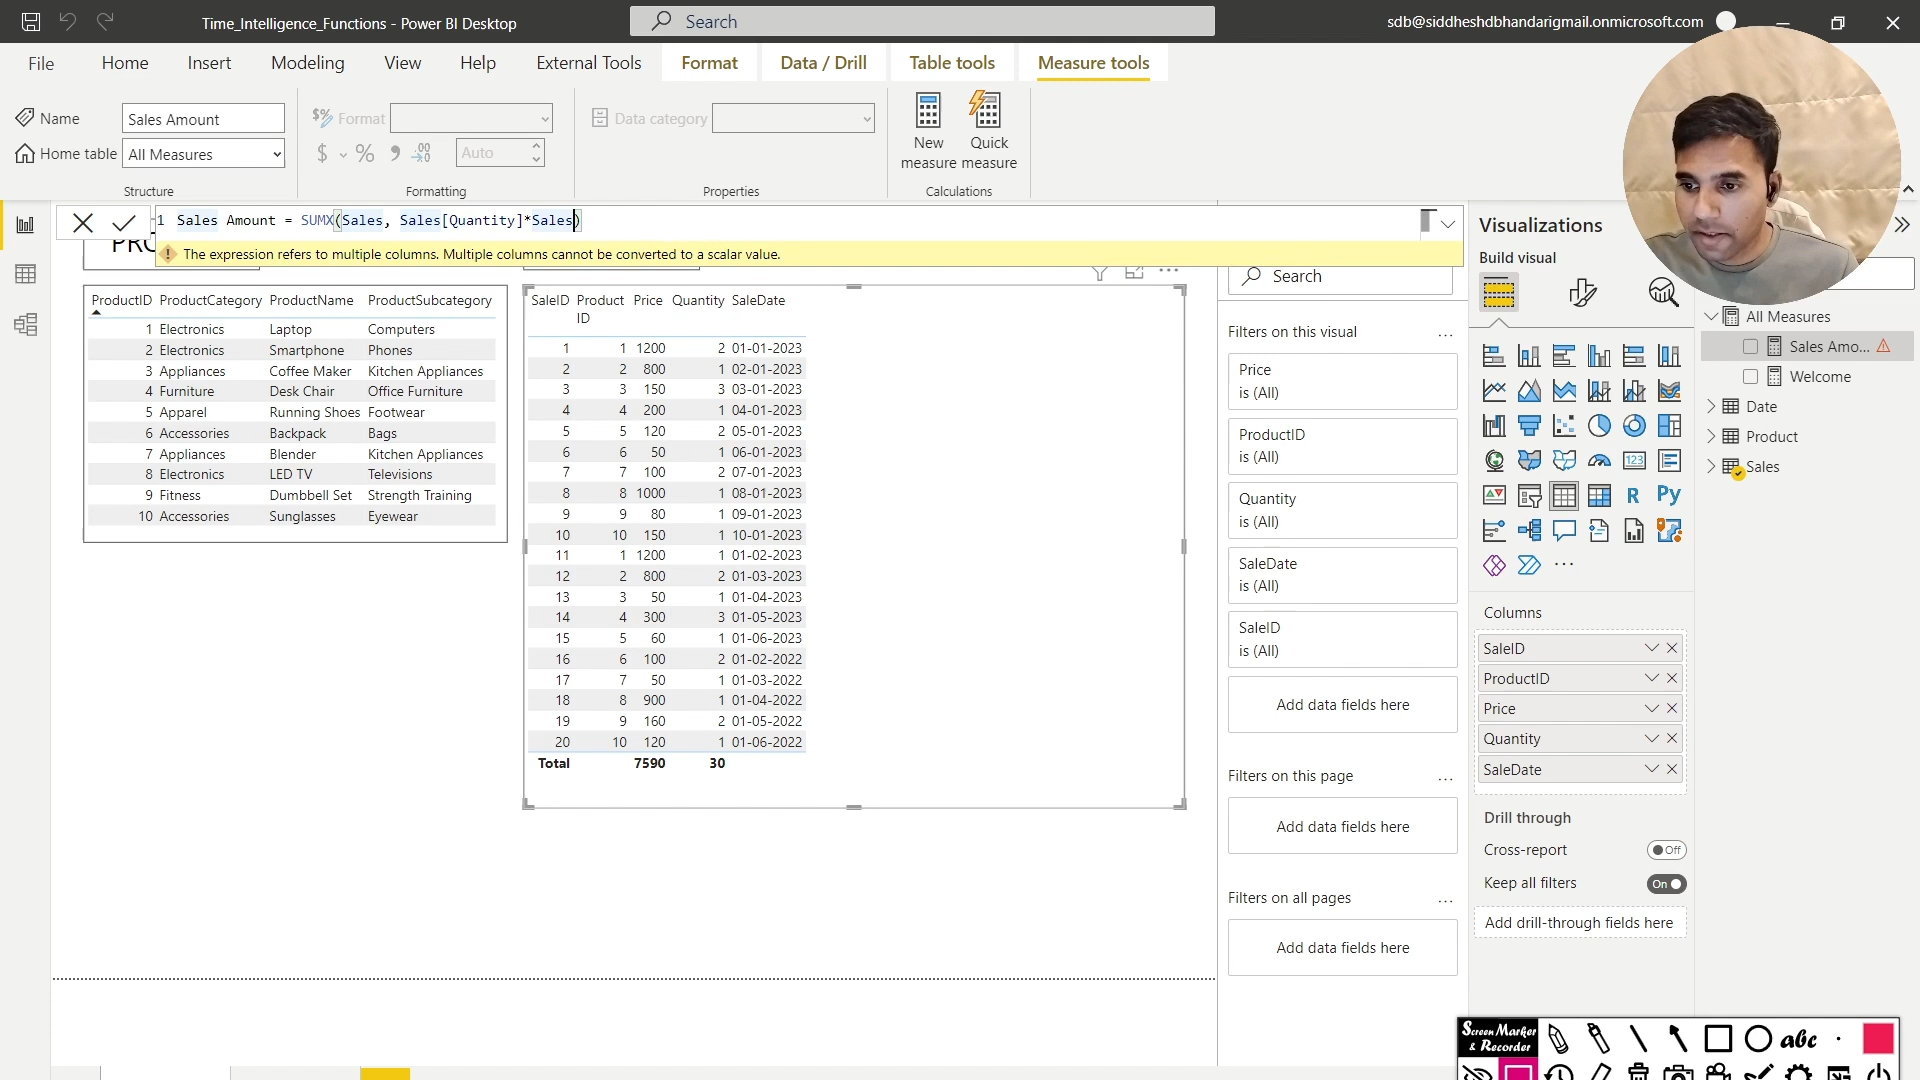 Time_Intelligence_Functions - Power BI Desktop
Search
sdb@siddheshdbhandarigmail.onmicrosoft.com
File Home Insert Modeling View Help External Tools Format Data / Drill Table tools Measure tools
Name Sales Amount
Home table All Measures
Structure
$% Format
$ % , .00 Auto
Formatting
Data category
Properties
New measure
Quick measure
Calculations
1 Sales Amount = SUMX(Sales, Sales[Quantity]*Sales)
The expression refers to multiple columns. Multiple columns cannot be converted to a scalar value.
ProductID ProductCategory ProductName ProductSubcategory
1 Electronics Laptop Computers
2 Electronics Smartphone Phones
3 Appliances Coffee Maker Kitchen Appliances
4 Furniture Desk Chair Office Furniture
5 Apparel Running Shoes Footwear
6 Accessories Backpack Bags
7 Appliances Blender Kitchen Appliances
8 Electronics LED TV Televisions
9 Fitness Dumbbell Set Strength Training
10 Accessories Sunglasses Eyewear
SaleID Product ID Price Quantity SaleDate
1 1 1200 2 01-01-2023
2 2 800 1 02-01-2023
3 3 150 3 03-01-2023
4 4 200 1 04-01-2023
5 5 120 2 05-01-2023
6 6 50 1 06-01-2023
7 7 100 2 07-01-2023
8 8 1000 1 08-01-2023
9 9 80 1 09-01-2023
10 10 150 1 10-01-2023
11 1 1200 1 01-02-2023
12 2 800 2 01-03-2023
13 3 50 1 01-04-2023
14 4 300 3 01-05-2023
15 5 60 1 01-06-2023
16 6 100 2 01-02-2022
17 7 50 1 01-03-2022
18 8 900 1 01-04-2022
19 9 160 2 01-05-2022
20 10 120 1 01-06-2022
Total 7590 30
Search
Filters on this visual ...
Price
is (All)
ProductID
is (All)
Quantity
is (All)
SaleDate
is (All)
SaleID
is (All)
Add data fields here
Filters on this page ...
Add data fields here
Filters on all pages ...
Add data fields here
Visualizations
Build visual
123
R Py
...
Columns
SaleID
ProductID
Price
Quantity
SaleDate
Drill through
Cross-report Off
Keep all filters On
Add drill-through fields here
All Measures
Sales Amo...
Welcome
Date
Product
Sales
Screen Marker
& Recorder
abc